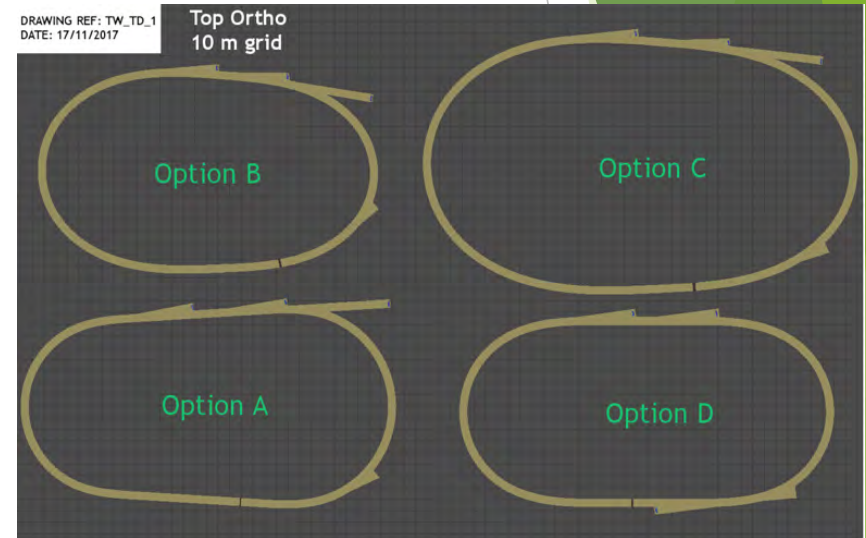 DRAWING REF: TW_TD_1
DATE: 17/11/2017
Top Ortho
10 m grid
Option B
Option C
Option A
Option D